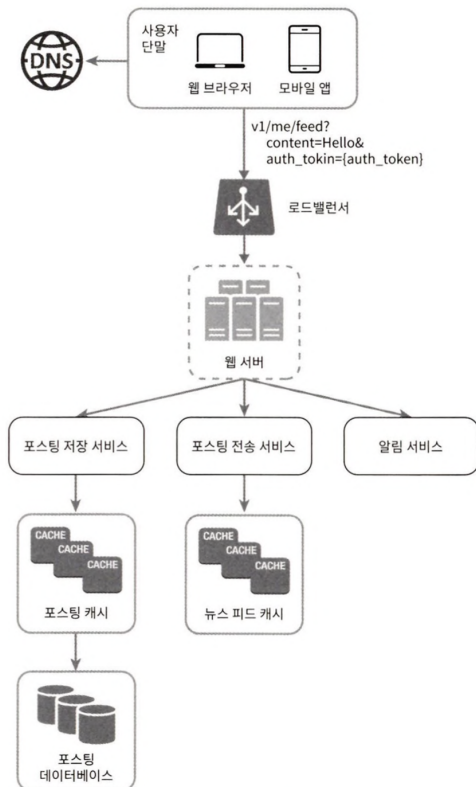 사용자
단말
DNS
웹 브라우저
모바일 앱
v1/me/feed?
content=Hello&
auth_tokin={auth_token}
로드밸런서
웹 서버
포스팅 저장 서비스
포스팅 전송 서비스
알림 서비스
CACHE
CACHE
CACHE
포스팅 캐시
CACHE
CACHE
CACHE
뉴스 피드 캐시
포스팅
데이터베이스